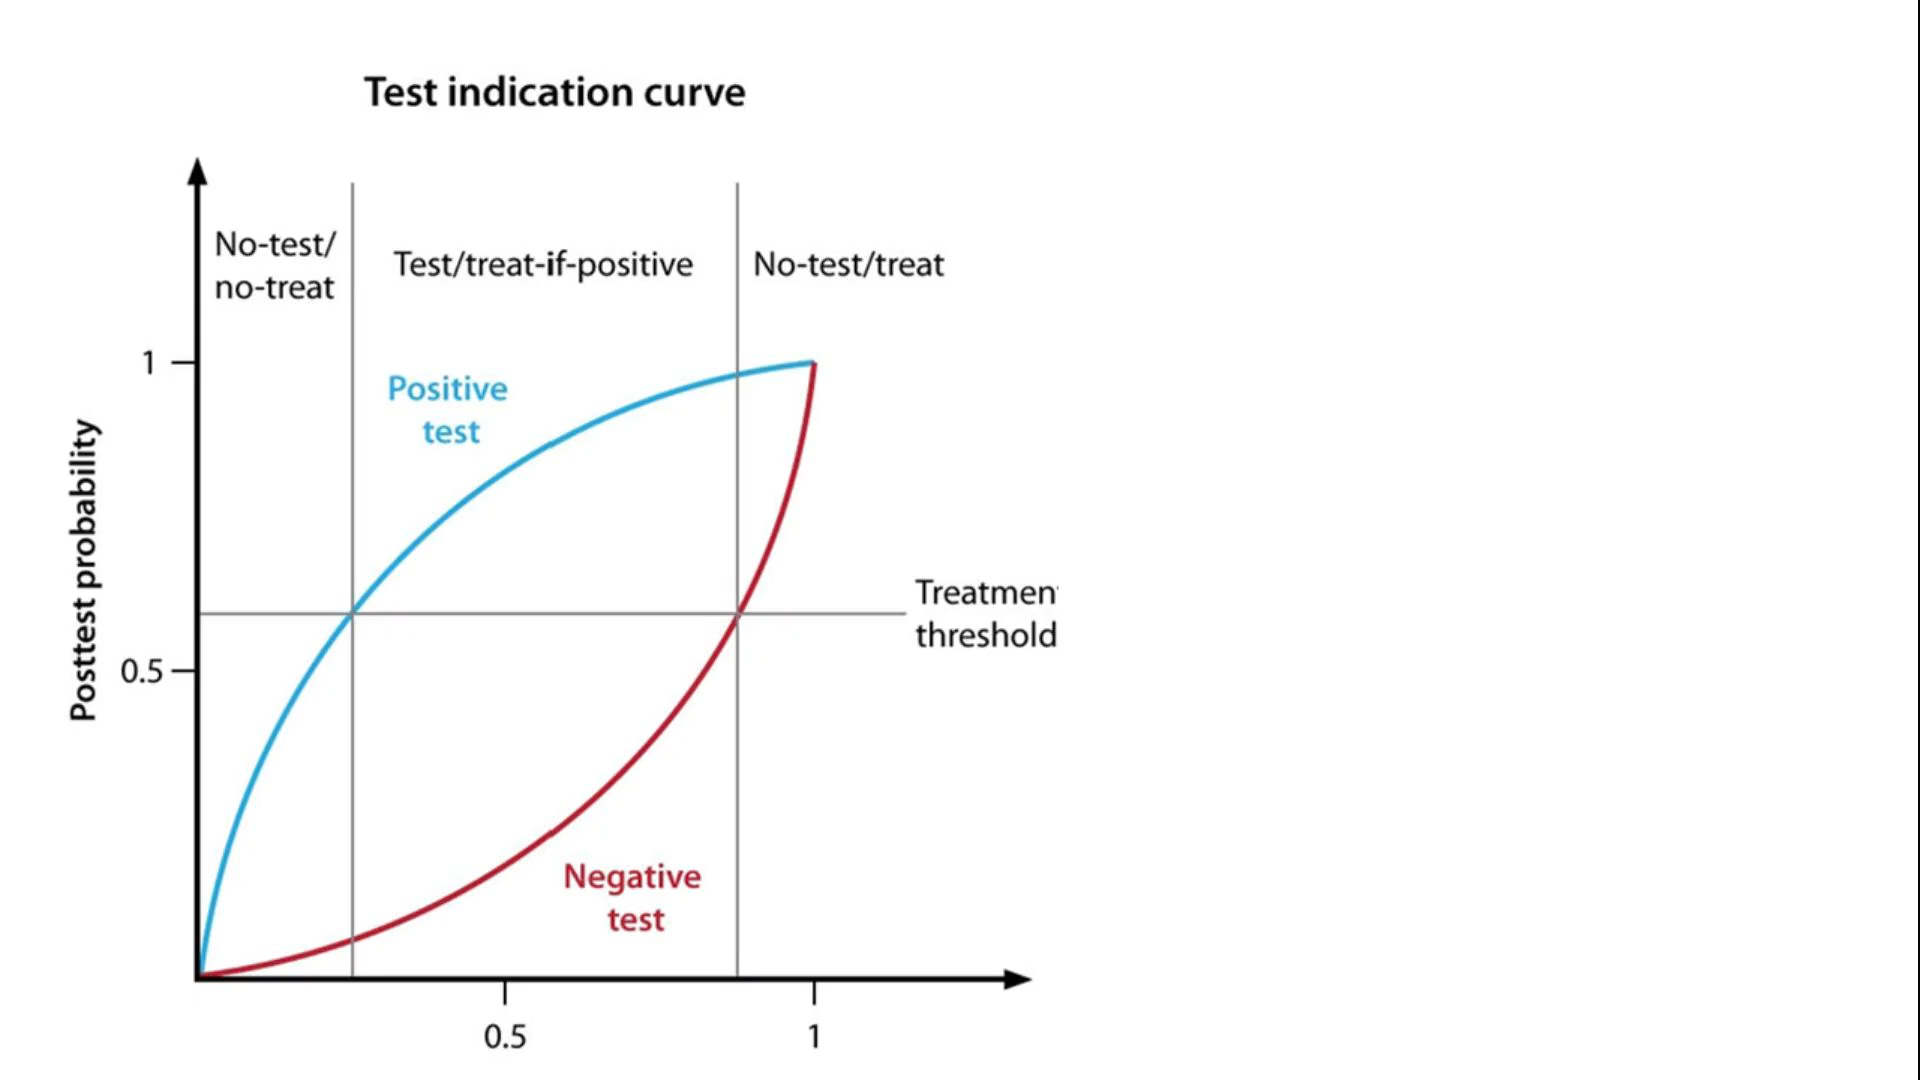 Test indication curve
No-test/
no-treat
Test/treat-if-positive
No-test/treat
1
Positive
test
Posttest probability
Treatmen
threshold
0.5
Negative
test
0.5
1